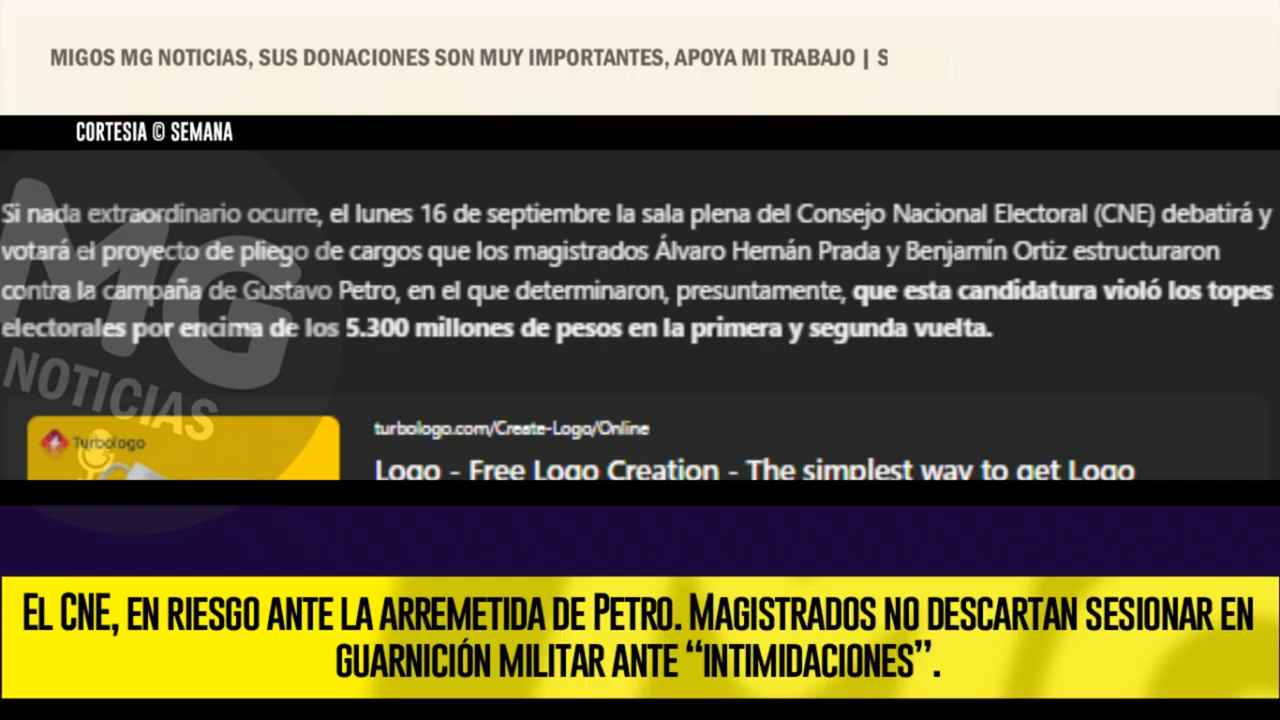 MIGOS MG NOTICIAS, SUS DONACIONES SON MUY IMPORTANTES, APOYA MI TRABAJO | S
CORTESIA © SEMANA
Si nada extraordinario ocurre, el lunes 16 de septiembre la sala plena del Consejo Nacional Electoral (CNE) debatirá y
votará el proyecto de pliego de cargos que los magistrados Álvaro Hernán Prada y Benjamín Ortiz estructuraron
contra la campaña de Gustavo Petro, en el que determinaron, presuntamente, que esta candidatura violó los topes
electorales por encima de los 5.300 millones de pesos en la primera y segunda vuelta.
MG
NOTICIAS
Turbologo
turbologo.com/Create-Logo/Online
Logo - Free Logo Creation - The simplest way to get Logo
EL CNE, EN RIESGO ANTE LA ARREMETIDA DE PETRO. MAGISTRADOS NO DESCARTAN SESIONAR EN
GUARNICIÓN MILITAR ANTE “INTIMIDACIONES”.